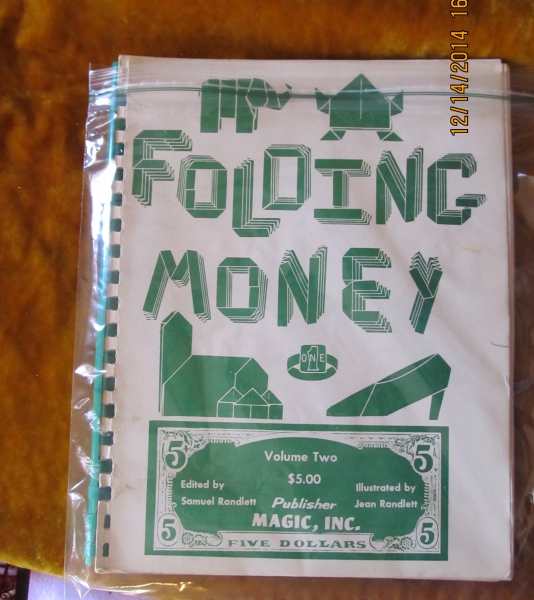 12/14/2014 16
FOLDING
MONEY
ONE
1
5
5
Volume Two
$5.00
Edited by
Samuel Randlett
Illustrated by
Jean Randlett
Publisher
MAGIC, INC.
5
5
FIVE DOLLARS